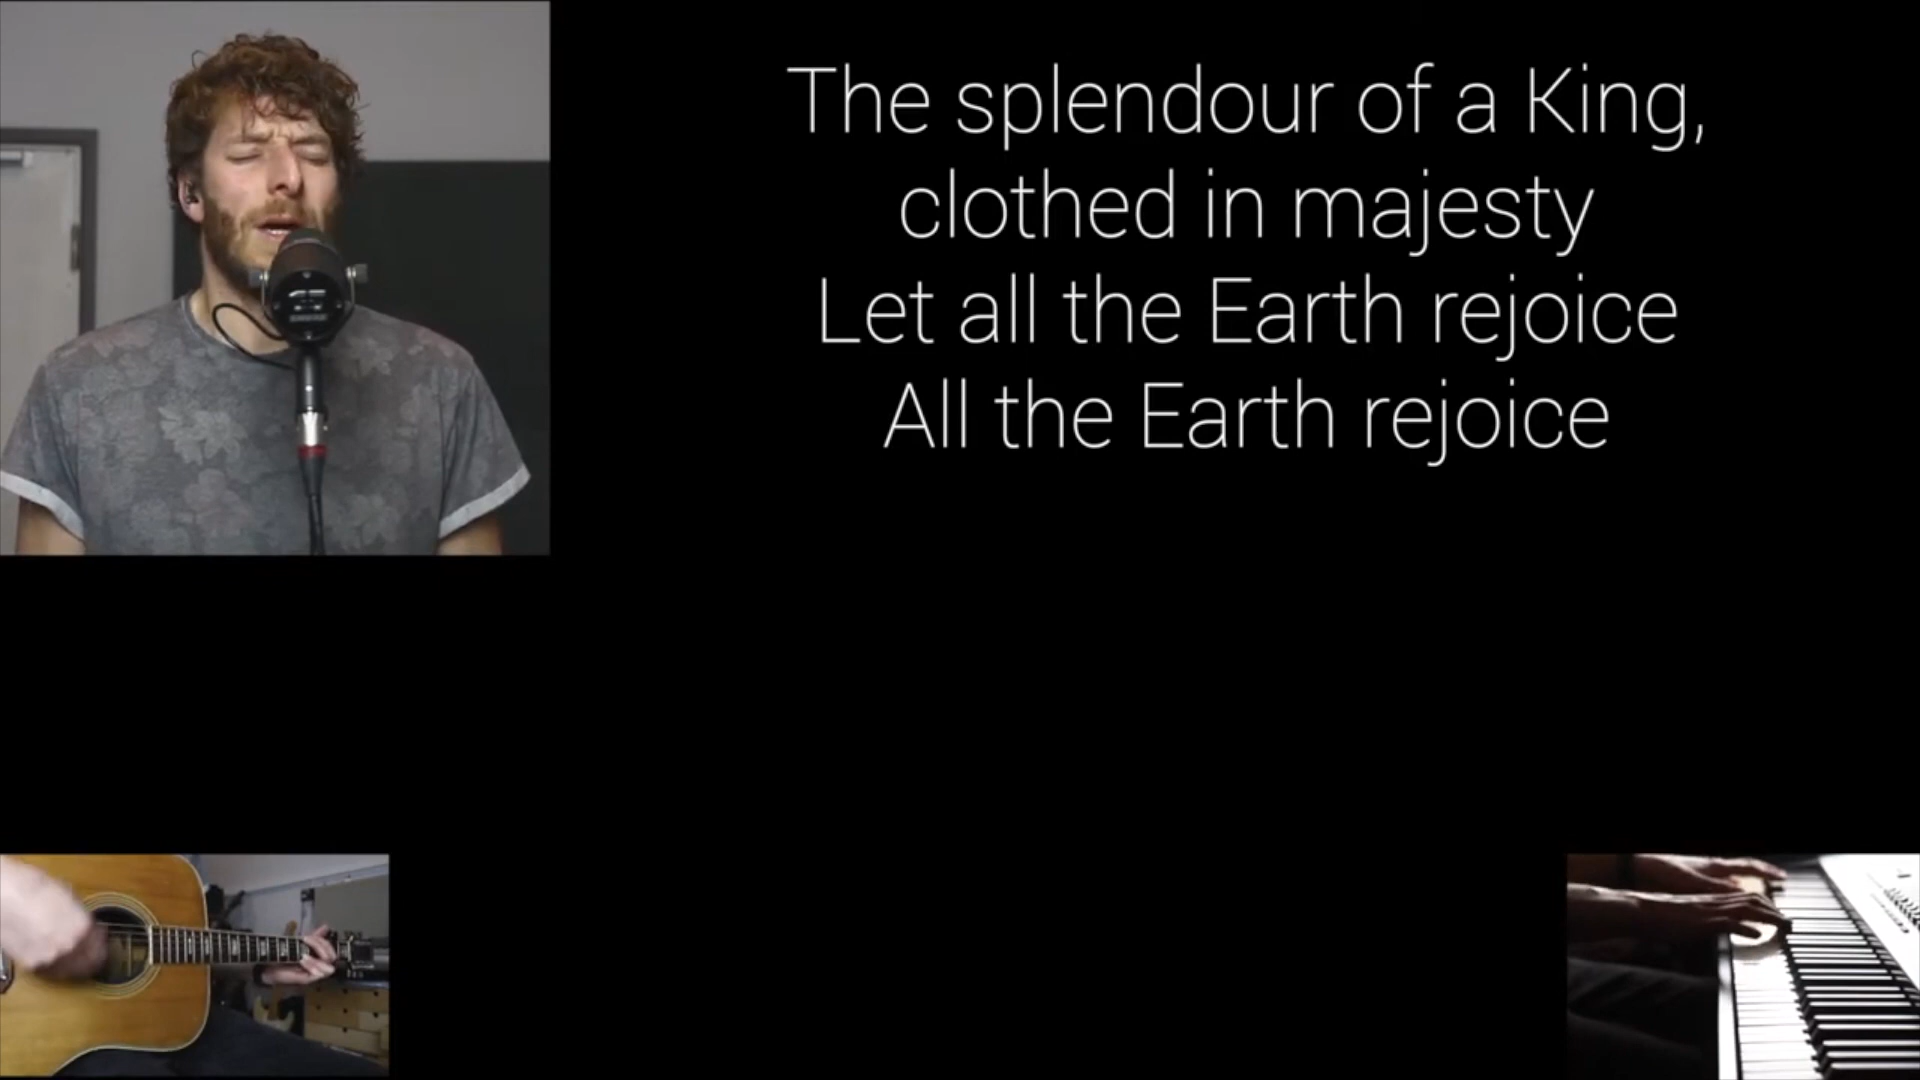 The splendour of a King,
clothed in majesty
Let all the Earth rejoice
All the Earth rejoice